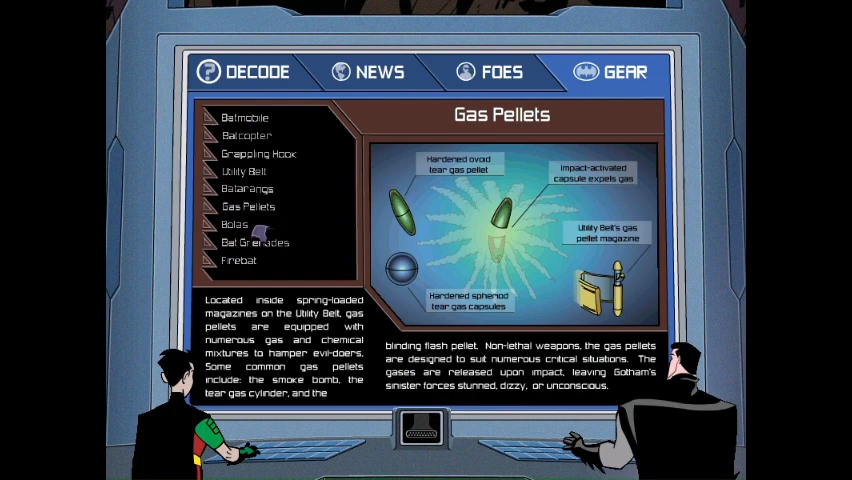 ? DECODE
NEWS
FOES
GEAR
Gas Pellets
Batmobile
Batcopter
Grappling Hook
Utility Belt
Batarangs
Gas Pellets
Bolas
Bat Grenades
Firebat
Hardened ovoid
tear gas pellet
Impact-activated
capsule expels gas
Utility Belt's gas
pellet magazine
Hardened spheriod
tear gas capsules
Located inside spring-loaded
magazines on the Utility Belt, gas
pellets are equipped with
numerous gas and chemical
mixtures to hamper evil-doers.
Some common gas pellets
include: the smoke bomb, the
tear gas cylinder, and the
blinding flash pellet. Non-lethal weapons, the gas pellets
are designed to suit numerous critical situations. The
gases are released upon impact, leaving Gotham's
sinister forces stunned, dizzy, or unconscious.